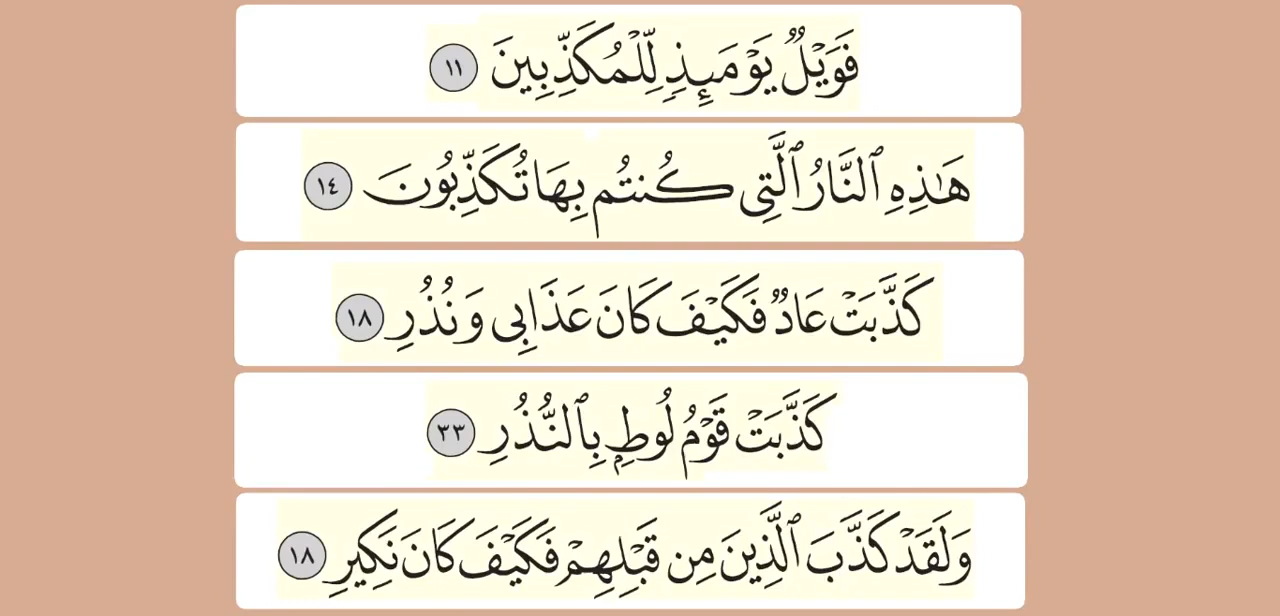 فَوَيْلٌ يَوْمَئِذٍ لِّلْمُكَذِّبِينَ ١١
هَـٰذِهِ ٱلنَّارُ ٱلَّتِى كُنتُم بِهَا تُكَذِّبُونَ ١٤
كَذَّبَتْ عَادٌ فَكَيْفَ كَانَ عَذَابِى وَنُذُرِ ١٨
كَذَّبَتْ قَوْمُ لُوطٍۭ بِٱلنُّذُرِ ٣٣
وَلَقَدْ كَذَّبَ ٱلَّذِينَ مِن قَبْلِهِمْ فَكَيْفَ كَانَ نَكِيرِ ١٨